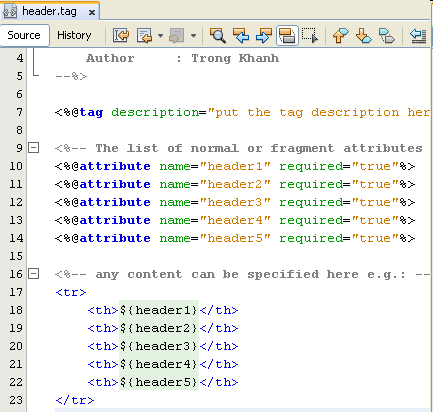 header.tag
Source History
4 Author : Trong Khanh
5 --%>
6
7 <%@tag description="put the tag description her
8
9 <%-- The list of normal or fragment attributes
10 <%@attribute name="header1" required="true"%>
11 <%@attribute name="header2" required="true"%>
12 <%@attribute name="header3" required="true"%>
13 <%@attribute name="header4" required="true"%>
14 <%@attribute name="header5" required="true"%>
15
16 <%-- any content can be specified here e.g.: --
17 <tr>
18 <th>${header1}</th>
19 <th>${header2}</th>
20 <th>${header3}</th>
21 <th>${header4}</th>
22 <th>${header5}</th>
23 </tr>